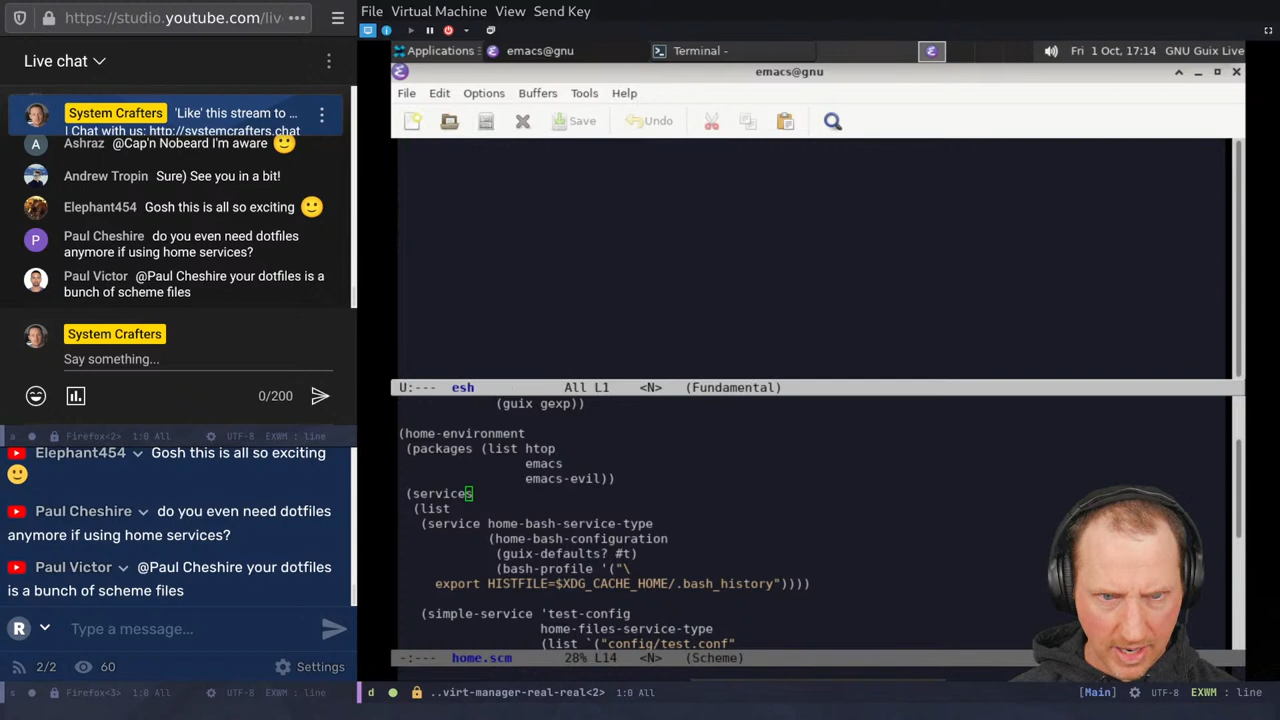 https://studio.youtube.com/liv
Live chat
System Crafters 'Like' this stream to ...
| Chat with us: http://systemcrafters.chat
Ashraz @Cap'n Nobeard I'm aware
Andrew Tropin Sure) See you in a bit!
Elephant454 Gosh this is all so exciting
Paul Cheshire do you even need dotfiles
anymore if using home services?
Paul Victor @Paul Cheshire your dotfiles is a
bunch of scheme files
System Crafters
Say something...
0/200
a Firefox<2> 1:0 All UTF-8 EXWM : line
Elephant454 Gosh this is all so exciting
Paul Cheshire do you even need dotfiles
anymore if using home services?
Paul Victor @Paul Cheshire your dotfiles
is a bunch of scheme files
R Type a message...
2/2 60 Settings
s Firefox<3> 1:0 All UTF-8 EXWM : line
File Virtual Machine View Send Key
Applications emacs@gnu Terminal - Fri 1 Oct, 17:14 GNU Guix Live
emacs@gnu
File Edit Options Buffers Tools Help
Save Undo
U:--- esh All L1 <N> (Fundamental)
(guix gexp))
(home-environment
(packages (list htop
emacs
emacs-evil))
(services
(list
(service home-bash-service-type
(home-bash-configuration
(guix-defaults? #t)
(bash-profile '("\
export HISTFILE=$XDG_CACHE_HOME/.bash_history"))))
(simple-service 'test-config
home-files-service-type
(list `("config/test.conf"
-:--- home.scm 28% L14 <N> (Scheme)
d ..virt-manager-real-real<2> 1:0 All [Main] UTF-8 EXWM : line